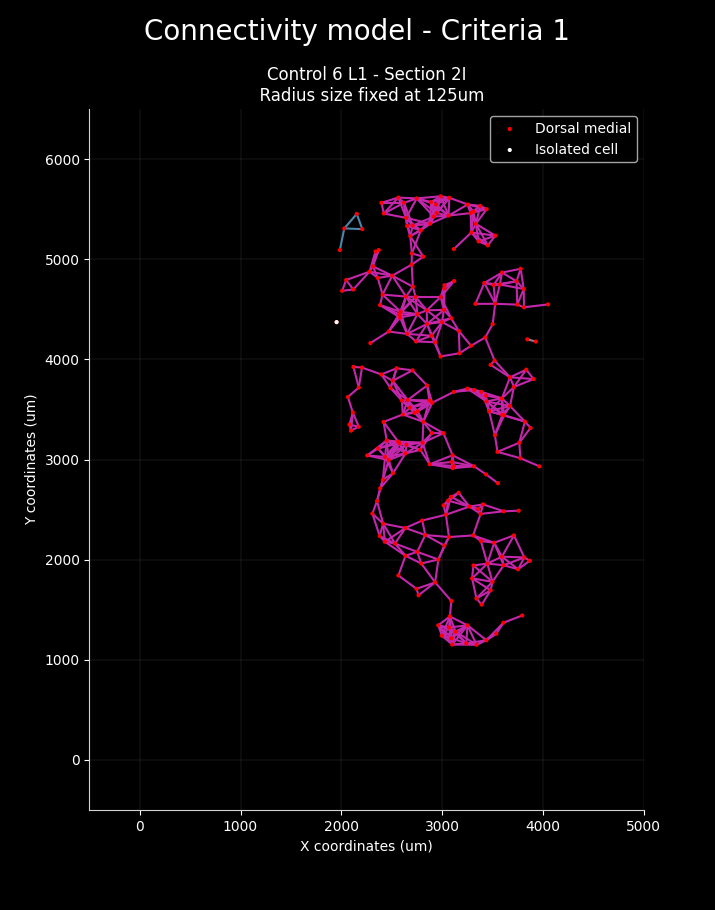 Connectivity model - Criteria 1
Control 6 L1 - Section 2I
Radius size fixed at 125um
Dorsal medial
Isolated cell
6000
5000
4000
3000
2000
1000
0
Y coordinates (um)
0 1000 2000 3000 4000 5000
X coordinates (um)